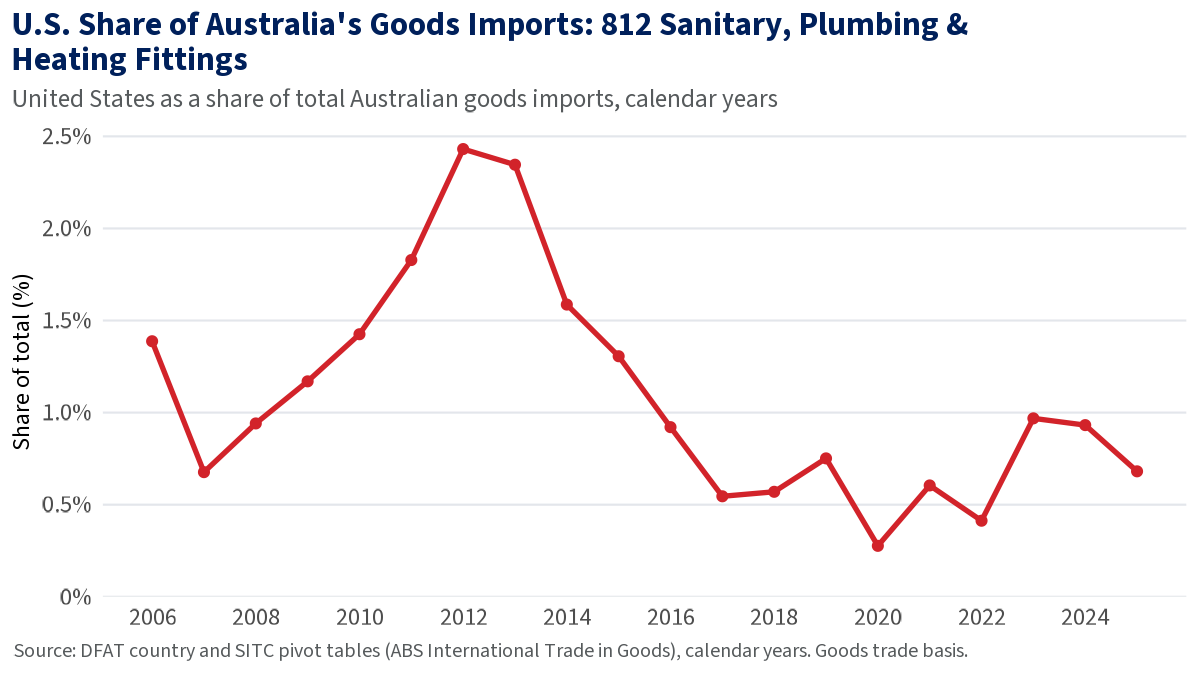 U.S. Share of Australia's Goods Imports: 812 Sanitary, Plumbing &
Heating Fittings
United States as a share of total Australian goods imports, calendar years
Share of total (%)
2.5%
2.0%
1.5%
1.0%
0.5%
0%
2006 2008 2010 2012 2014 2016 2018 2020 2022 2024
Source: DFAT country and SITC pivot tables (ABS International Trade in Goods), calendar years. Goods trade basis.